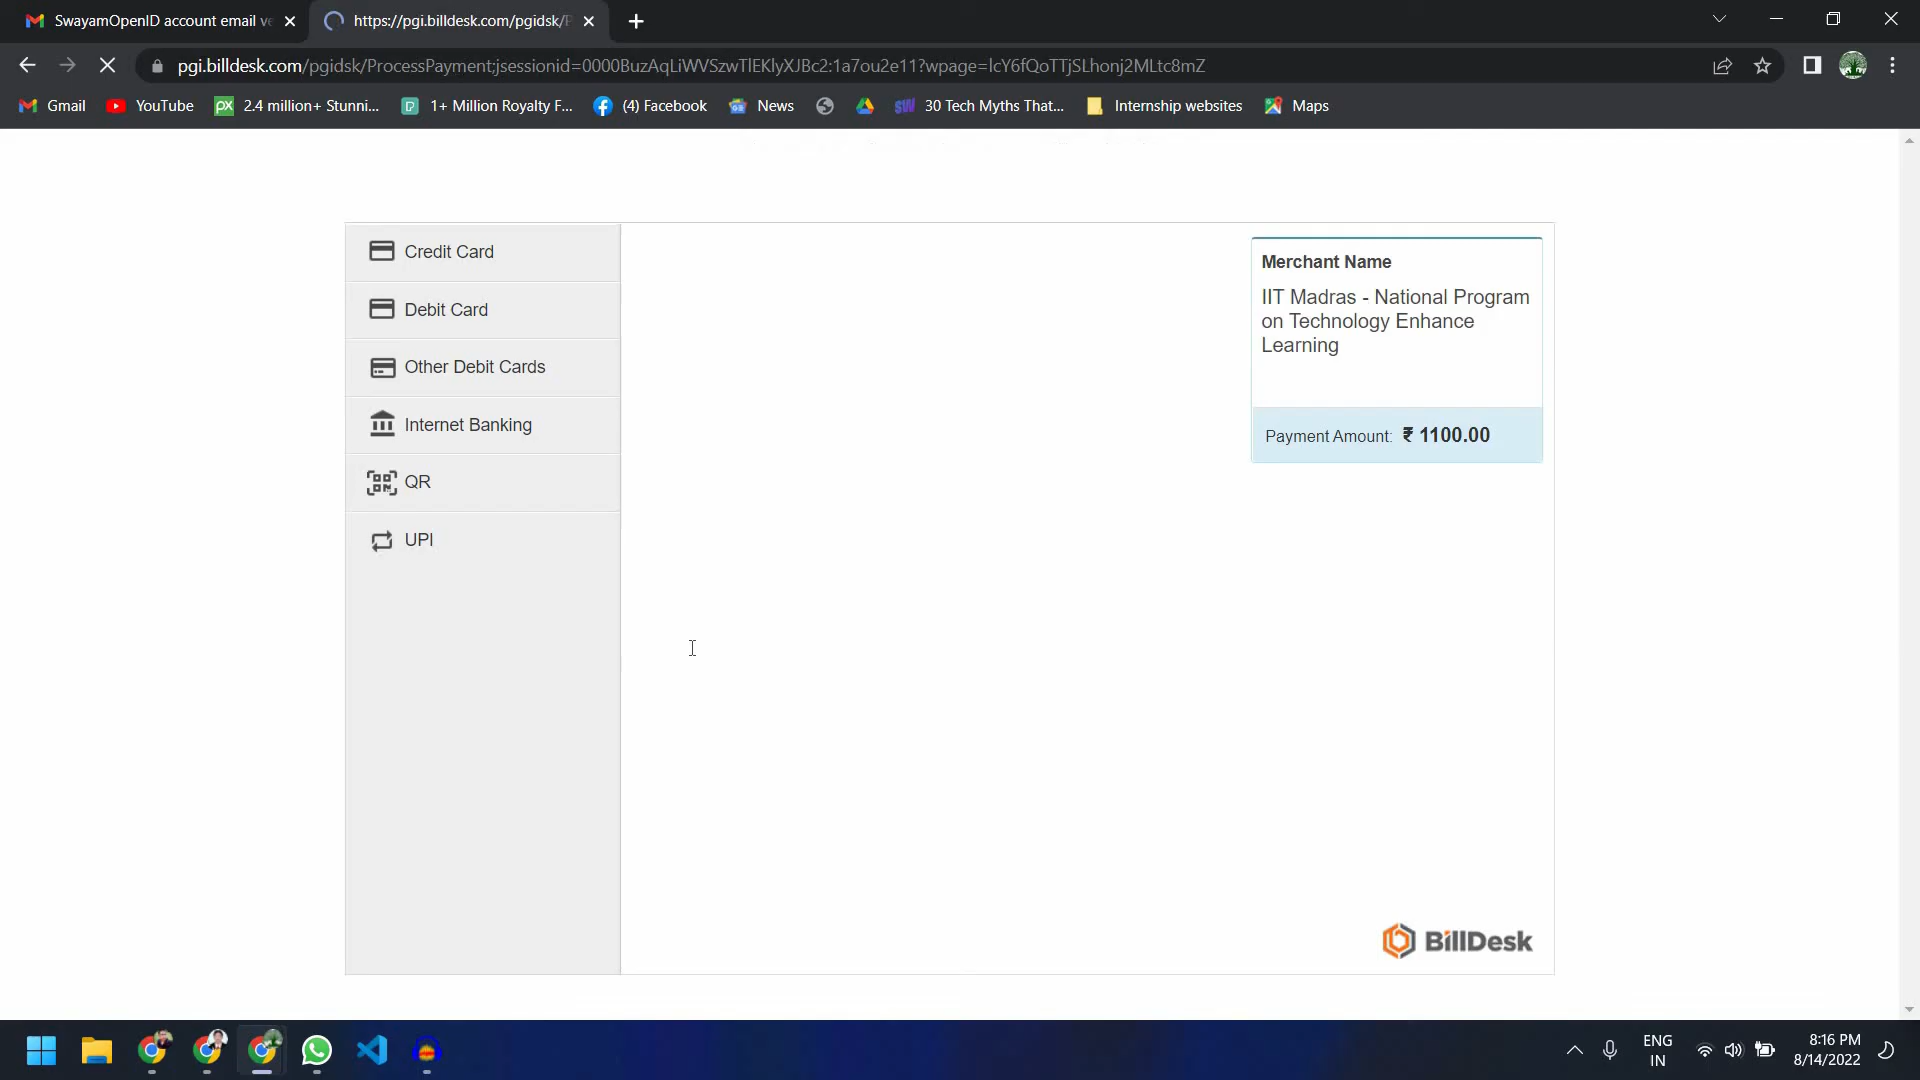 SwayamOpenID account email ve
https://pgi.billdesk.com/pgidsk/P
pgi.billdesk.com/pgidsk/ProcessPayment;jsessionid=0000BuzAqLiWVSzwTlEKlyXJBc2:1a7ou2e11?wpage=lcY6fQoTTjSLhonj2MLtc8mZ
Gmail
YouTube
2.4 million+ Stunni...
1+ Million Royalty F...
(4) Facebook
News
30 Tech Myths That...
Internship websites
Maps
Credit Card
Debit Card
Other Debit Cards
Internet Banking
QR
UPI
Merchant Name
IIT Madras - National Program
on Technology Enhance
Learning
Payment Amount: ₹ 1100.00
BillDesk
ENG
IN
8:16 PM
8/14/2022